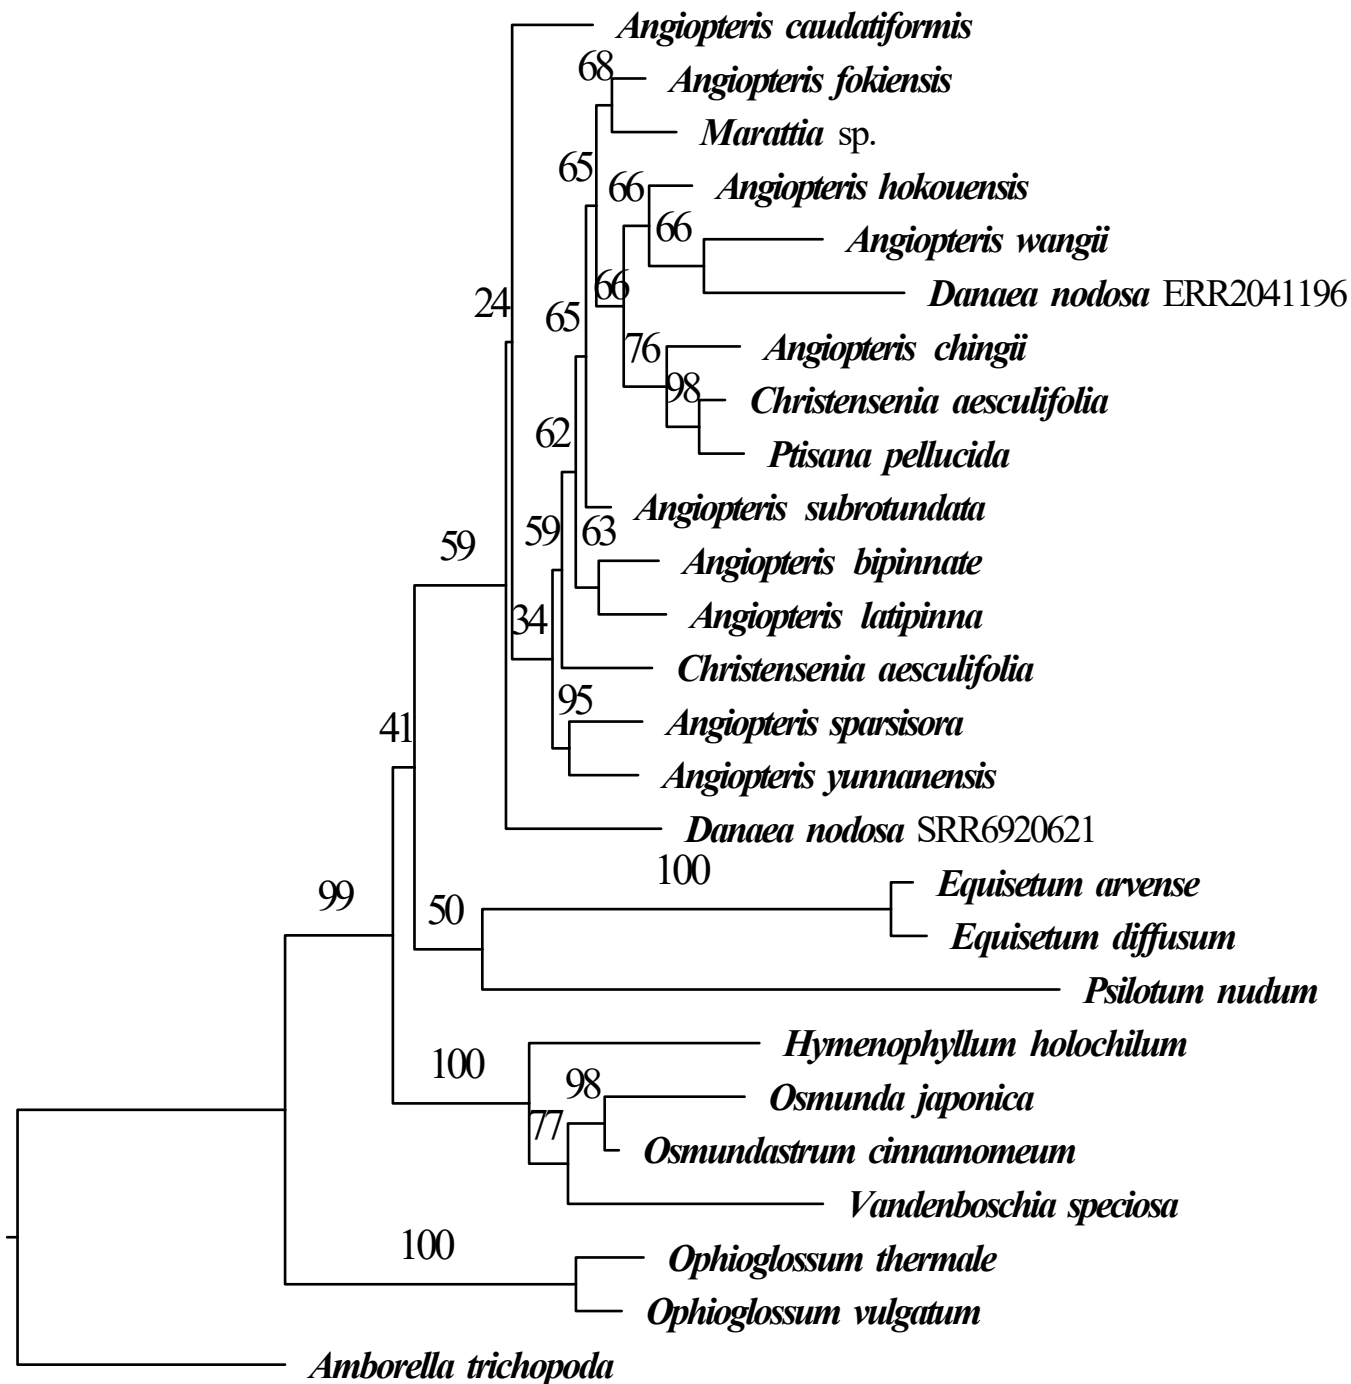 Angiopteris caudatiformis
68
Angiopteris fokiensis
Marattia sp.
65
66
Angiopteris hokouensis
66
Angiopteris wangii
24
66
Danaea nodosa ERR2041196
65
76
Angiopteris chingii
98
Christensenia aesculifolia
62
Ptisana pellucida
Angiopteris subrotundata
59
59
63
Angiopteris bipinnate
34
Angiopteris latipinna
Christensenia aesculifolia
95
41
Angiopteris sparsisora
Angiopteris yunnanensis
Danaea nodosa SRR6920621
100
99
50
Equisetum arvense
Equisetum diffusum
Psilotum nudum
100
Hymenophyllum holochilum
98
Osmunda japonica
77
Osmundastrum cinnamomeum
Vandenboschia speciosa
100
Ophioglossum thermale
Ophioglossum vulgatum
Amborella trichopoda